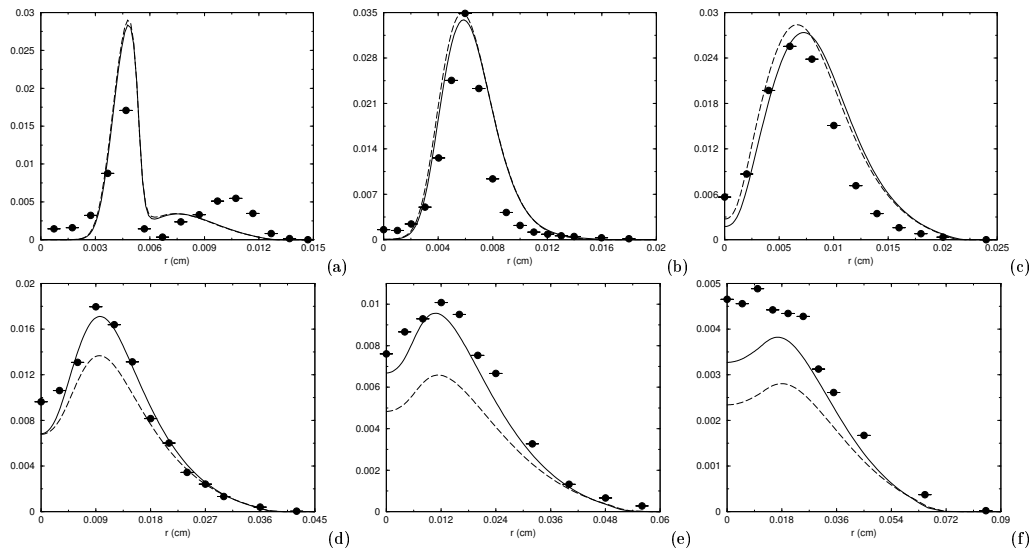 0.03 0.025 0.02 0.015 0.01 0.005 0
0 0.003 0.006 0.009 0.012 0.015
r (cm)
(a)
0.035 0.028 0.021 0.014 0.007 0
0 0.004 0.008 0.012 0.016 0.02
r (cm)
(b)
0.03 0.024 0.018 0.012 0.006 0
0 0.005 0.01 0.015 0.02 0.025
r (cm)
(c)
0.02 0.016 0.012 0.008 0.004 0
0 0.009 0.018 0.027 0.036 0.045
r (cm)
(d)
0.01 0.008 0.006 0.004 0.002 0
0 0.012 0.024 0.036 0.048 0.06
r (cm)
(e)
0.005 0.004 0.003 0.002 0.001 0
0 0.018 0.036 0.054 0.072 0.09
r (cm)
(f)